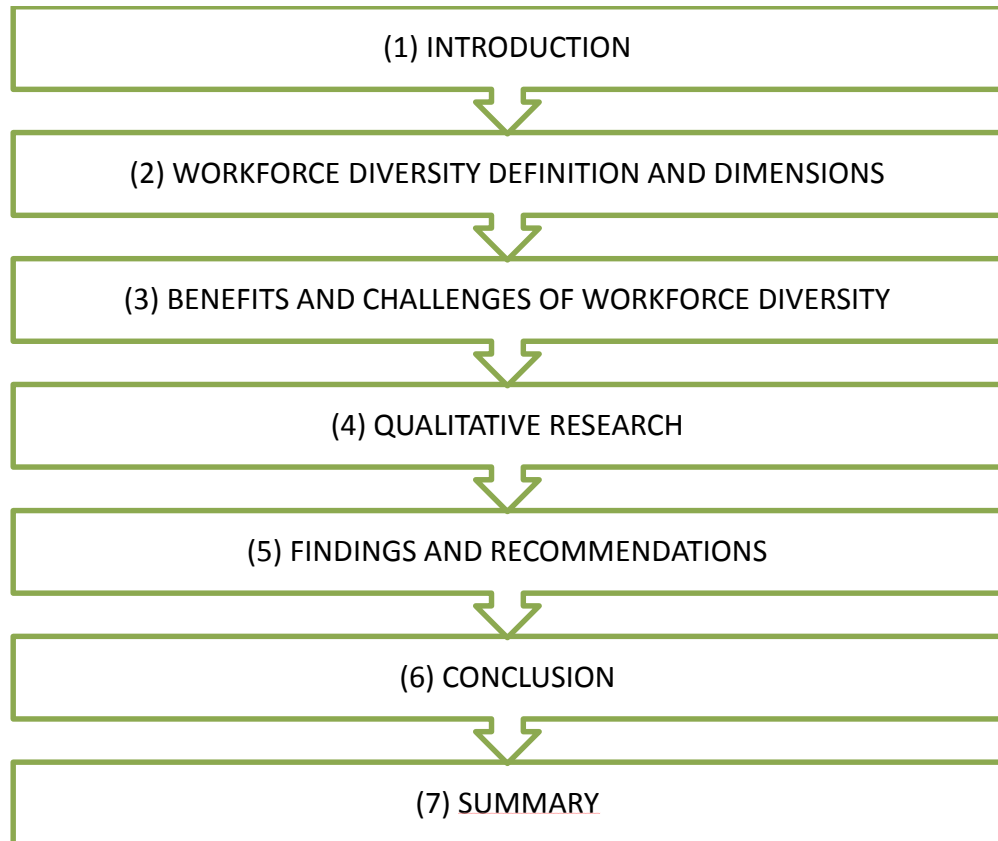 (1) INTRODUCTION
(2) WORKFORCE DIVERSITY DEFINITION AND DIMENSIONS
(3) BENEFITS AND CHALLENGES OF WORKFORCE DIVERSITY
(4) QUALITATIVE RESEARCH
(5) FINDINGS AND RECOMMENDATIONS
(6) CONCLUSION
(7) SUMMARY